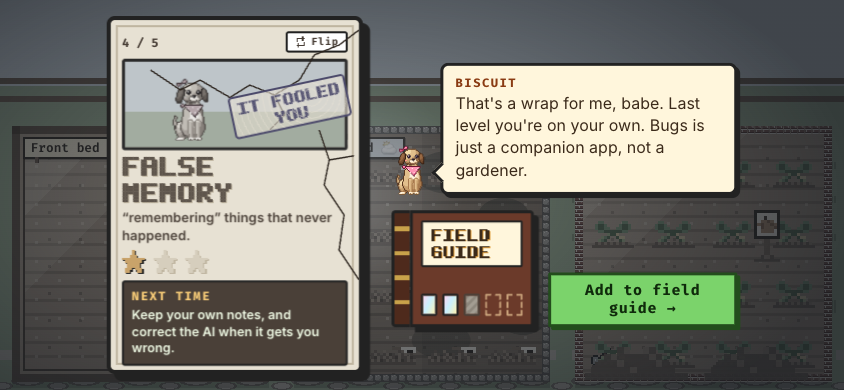 4 / 5
Flip
IT FOOLED
YOU
FALSE
MEMORY
“remembering” things that never
happened.
NEXT TIME
Keep your own notes, and
correct the AI when it gets you
wrong.
Front bed
BISCUIT
That's a wrap for me, babe. Last
level you're on your own. Bugs is
just a companion app, not a
gardener.
FIELD
GUIDE
Add to field
guide →